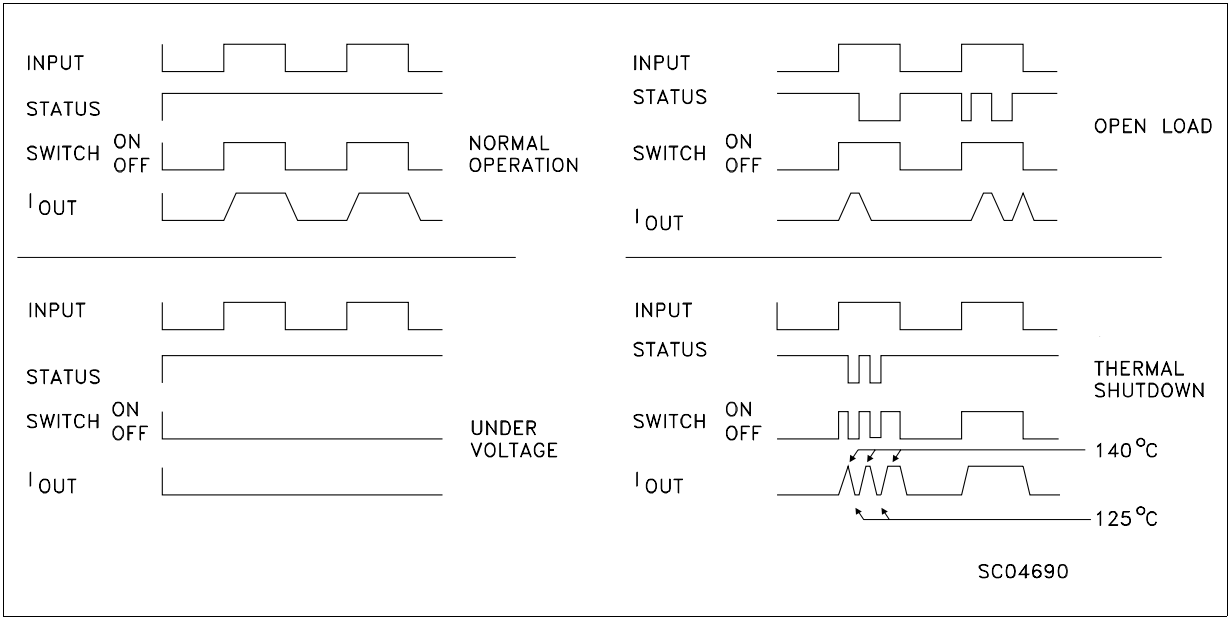 INPUT
STATUS
SWITCH ON
OFF
I OUT
NORMAL
OPERATION
INPUT
STATUS
SWITCH ON
OFF
I OUT
OPEN LOAD
INPUT
STATUS
SWITCH ON
OFF
I OUT
UNDER
VOLTAGE
INPUT
STATUS
SWITCH ON
OFF
I OUT
THERMAL
SHUTDOWN
140°C
125°C
SC04690